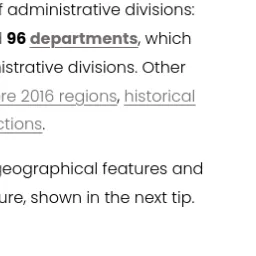 f administrative divisions:
96 departments, which
istrative divisions. Other
re 2016 regions, historical
ctions.
geographical features and
ure, shown in the next tip.